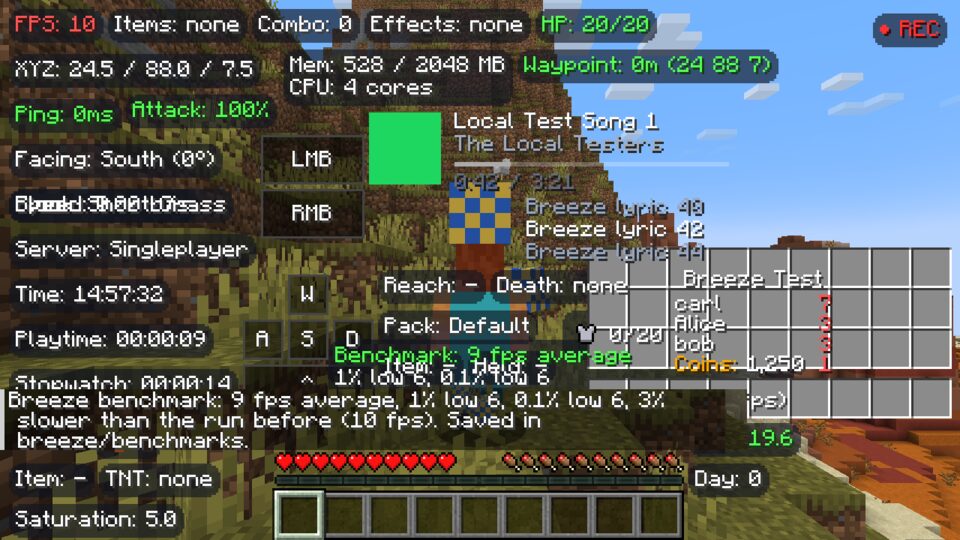 FPS: 10 Items: none Combo: 0 Effects: none HP: 20/20
REC
XYZ: 24.5 / 88.0 / 7.5
Mem: 528 / 2048 MB
CPU: 4 cores
Waypoint: 0m (24 88 7)
Ping: 0ms
Attack: 100%
Local Test Song 1
The Local Testers
0:42 / 3:21
Facing: South (0°)
LMB
RMB
Breeze lyric 40
Breeze lyric 42
Breeze lyric 44
Server: Singleplayer
Reach: - Death: none
Breeze Test
carl 7
Alice 3
bob 3
Coins: 1,250 1
Time: 14:57:32
W
A S D
Pack: Default
0/20
Playtime: 00:00:09
Benchmark: 9 fps average
Item: - Held: -
1% low 6, 0.1% low 6
Stopwatch: 00:00:14
Breeze benchmark: 9 fps average, 1% low 6, 0.1% low 6, 3%
slower than the run before (10 fps). Saved in
breeze/benchmarks.
19.6
Item: - TNT: none
Day: 0
Saturation: 5.0